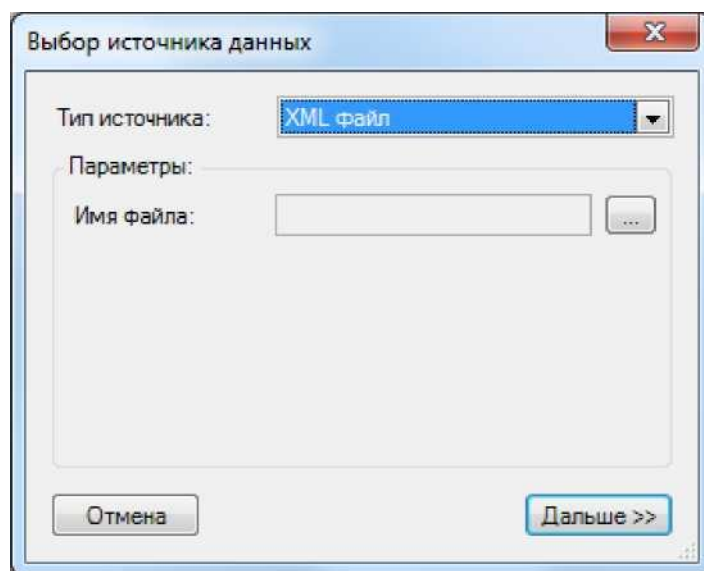 Выбор источника данных
Тип источника: XML файл
Параметры:
Имя файла: ...
Отмена Дальше >>